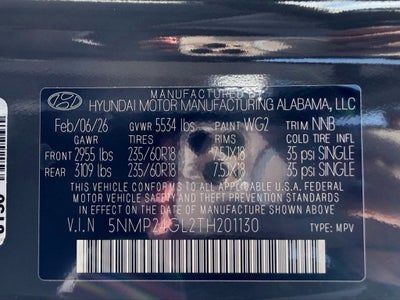 MANUFACTURED BY
HYUNDAI MOTOR MANUFACTURING ALABAMA, LLC
Feb/06/26 GVWR 5534 lbs PAINT WG2 TRIM NNB
GAWR TIRES RIMS COLD TIRE INFL
FRONT 2955 lbs 235/60R18 7.5JX18 35 psi SINGLE
REAR 3109 lbs 235/60R18 7.5JX18 35 psi SINGLE
THIS VEHICLE CONFORMS TO ALL APPLICABLE U.S. FEDERAL
MOTOR VEHICLE SAFETY STANDARDS IN EFFECT ON THE
DATE OF MANUFACTURE SHOWN ABOVE.
V.I.N 5NMP24GL2TH201130 TYPE: MPV